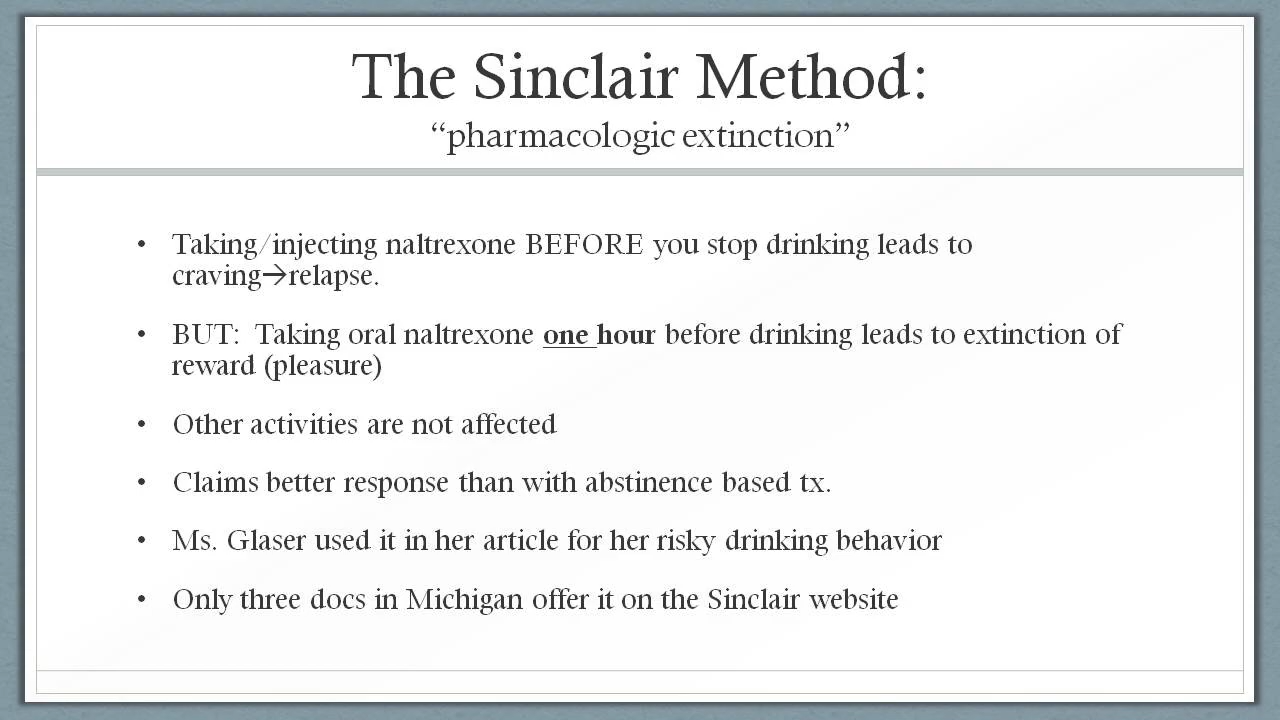 The Sinclair Method:
“pharmacologic extinction”
• Taking/injecting naltrexone BEFORE you stop drinking leads to
craving→relapse.
• BUT:  Taking oral naltrexone one hour before drinking leads to extinction of
reward (pleasure)
• Other activities are not affected
• Claims better response than with abstinence based tx.
• Ms. Glaser used it in her article for her risky drinking behavior
• Only three docs in Michigan offer it on the Sinclair website